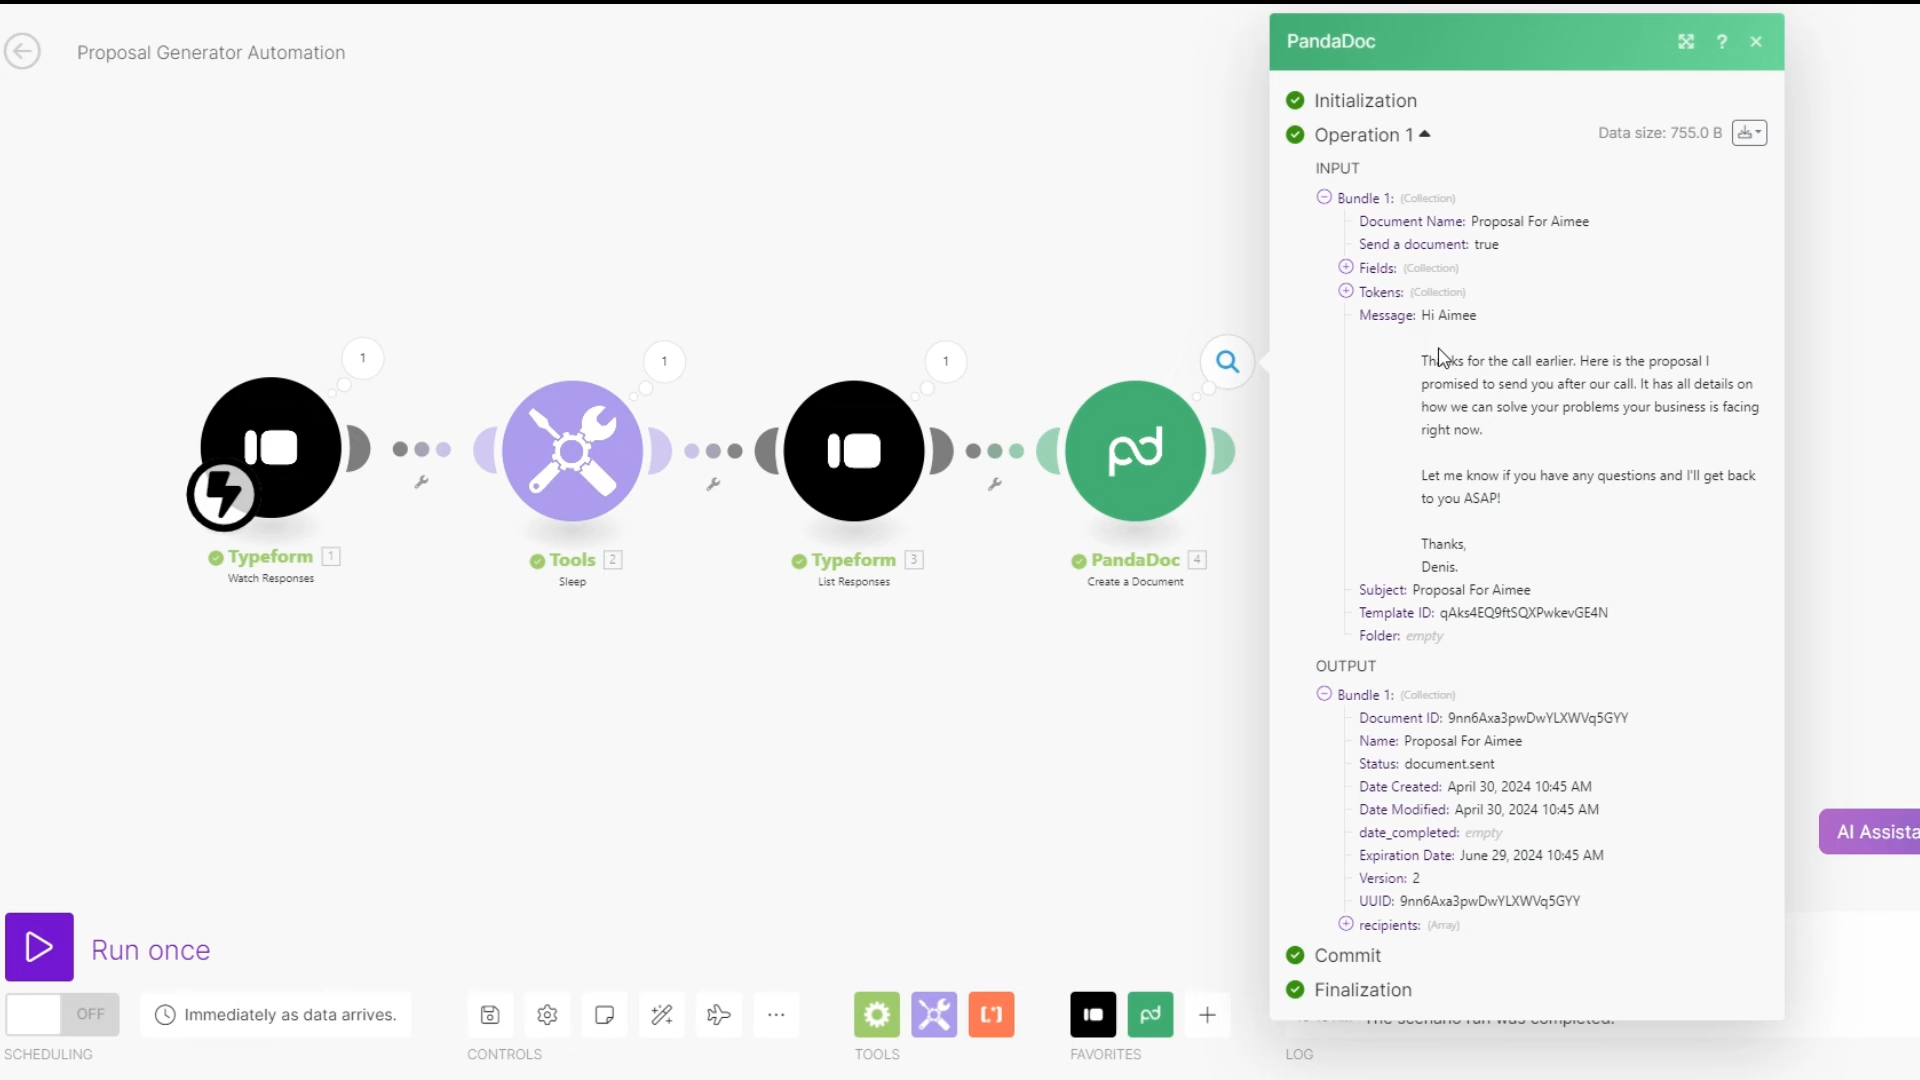 Proposal Generator Automation
PandaDoc
?
Initialization
Operation 1
Data size: 755.0 B
INPUT
Bundle 1: (Collection)
Document Name: Proposal For Aimee
Send a document: true
Fields: (Collection)
Tokens: (Collection)
Message: Hi Aimee
Thanks for the call earlier. Here is the proposal I
promised to send you after our call. It has all details on
how we can solve your problems your business is facing
right now.
Let me know if you have any questions and I'll get back
to you ASAP!
Thanks,
Denis.
Subject: Proposal For Aimee
Template ID: qAks4EQ9ftSQXPwkevGE4N
Folder: empty
OUTPUT
Bundle 1: (Collection)
Document ID: 9nn6Axa3pwDwYLXWVq5GYY
Name: Proposal For Aimee
Status: document.sent
Date Created: April 30, 2024 10:45 AM
Date Modified: April 30, 2024 10:45 AM
date_completed: empty
Expiration Date: June 29, 2024 10:45 AM
Version: 2
UUID: 9nn6Axa3pwDwYLXWVq5GYY
recipients: (Array)
Commit
Finalization
1
1
1
pd
Typeform 1
Watch Responses
Tools 2
Sleep
Typeform 3
List Responses
PandaDoc 4
Create a Document
AI Assista
Run once
OFF
Immediately as data arrives.
pd
The scenario run was completed.
SCHEDULING
CONTROLS
TOOLS
FAVORITES
LOG